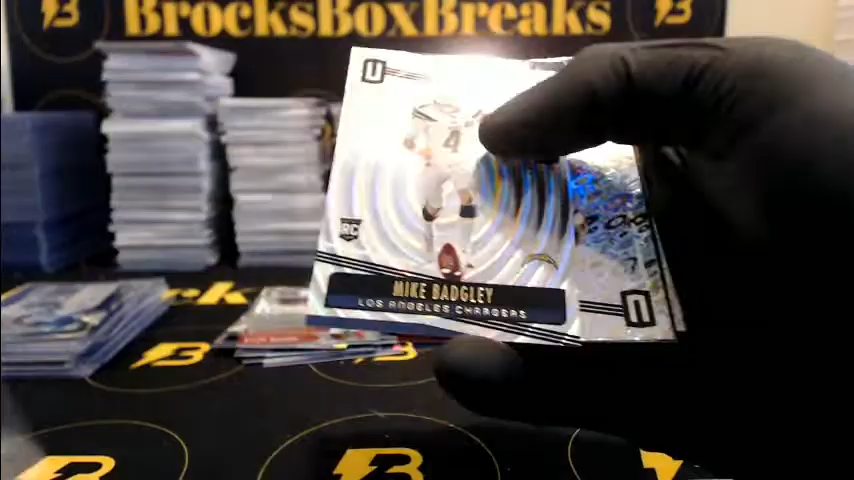 BrocksBoxBreaks
RC
MIKE BADGLEY
LOS ANGELES CHARGERS